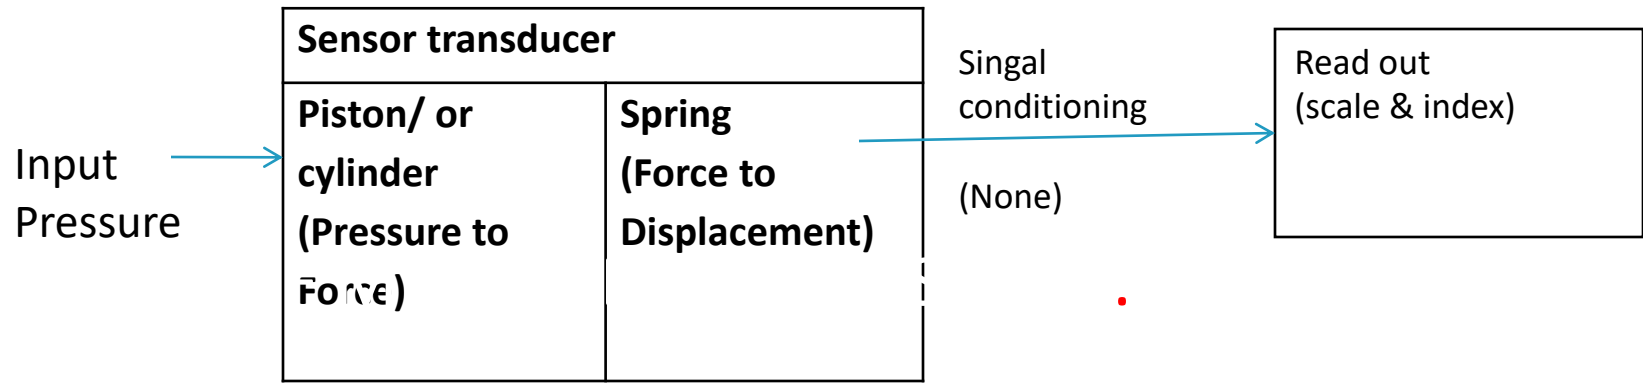 Sensor transducer
Input
Pressure
Piston/ or
cylinder
(Pressure to
Force)
Spring
(Force to
Displacement)
Singal
conditioning
(None)
Read out
(scale & index)